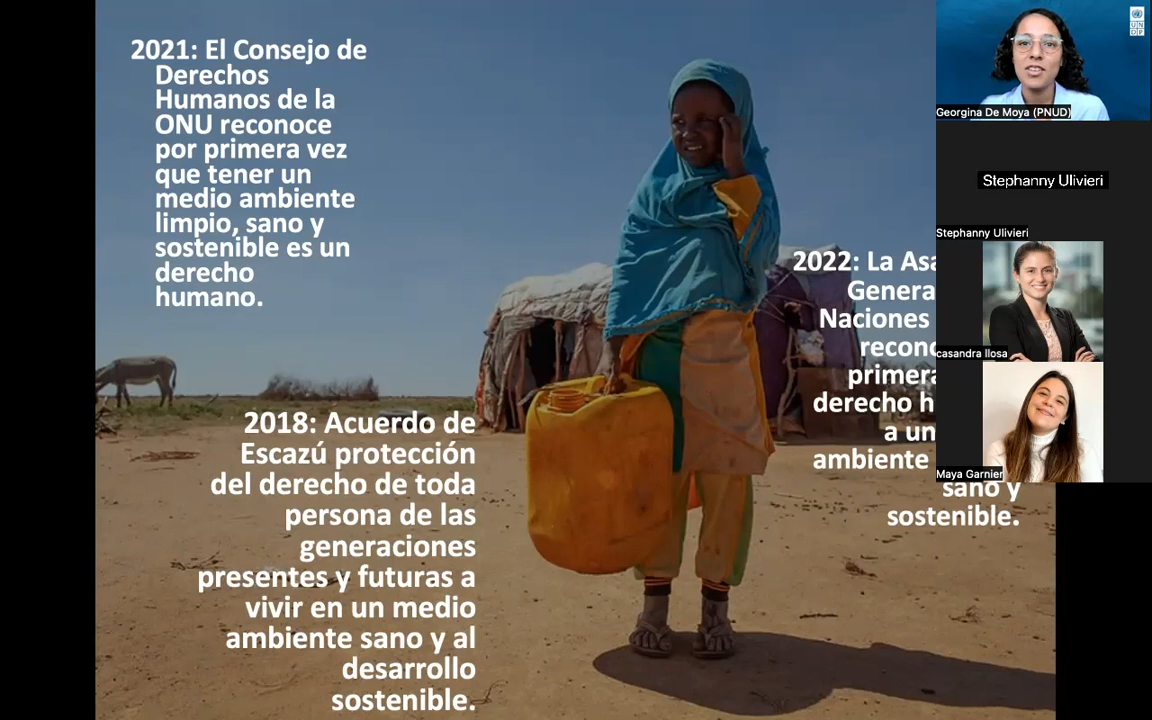 2021: El Consejo de
Derechos
Humanos de la
ONU reconoce
por primera vez
que tener un
medio ambiente
limpio, sano y
sostenible es un
derecho
humano.
2018: Acuerdo de
Escazú protección
del derecho de toda
persona de las
generaciones
presentes y futuras a
vivir en un medio
ambiente sano y al
desarrollo
sostenible.
2022: La Asa
Genera
Naciones
recono
primera
derecho h
a un
ambiente
sano y
sostenible.
UN
DP
Georgina De Moya (PNUD)
Stephanny Ulivieri
Stephanny Ulivieri
casandra llosa
Maya Garnier